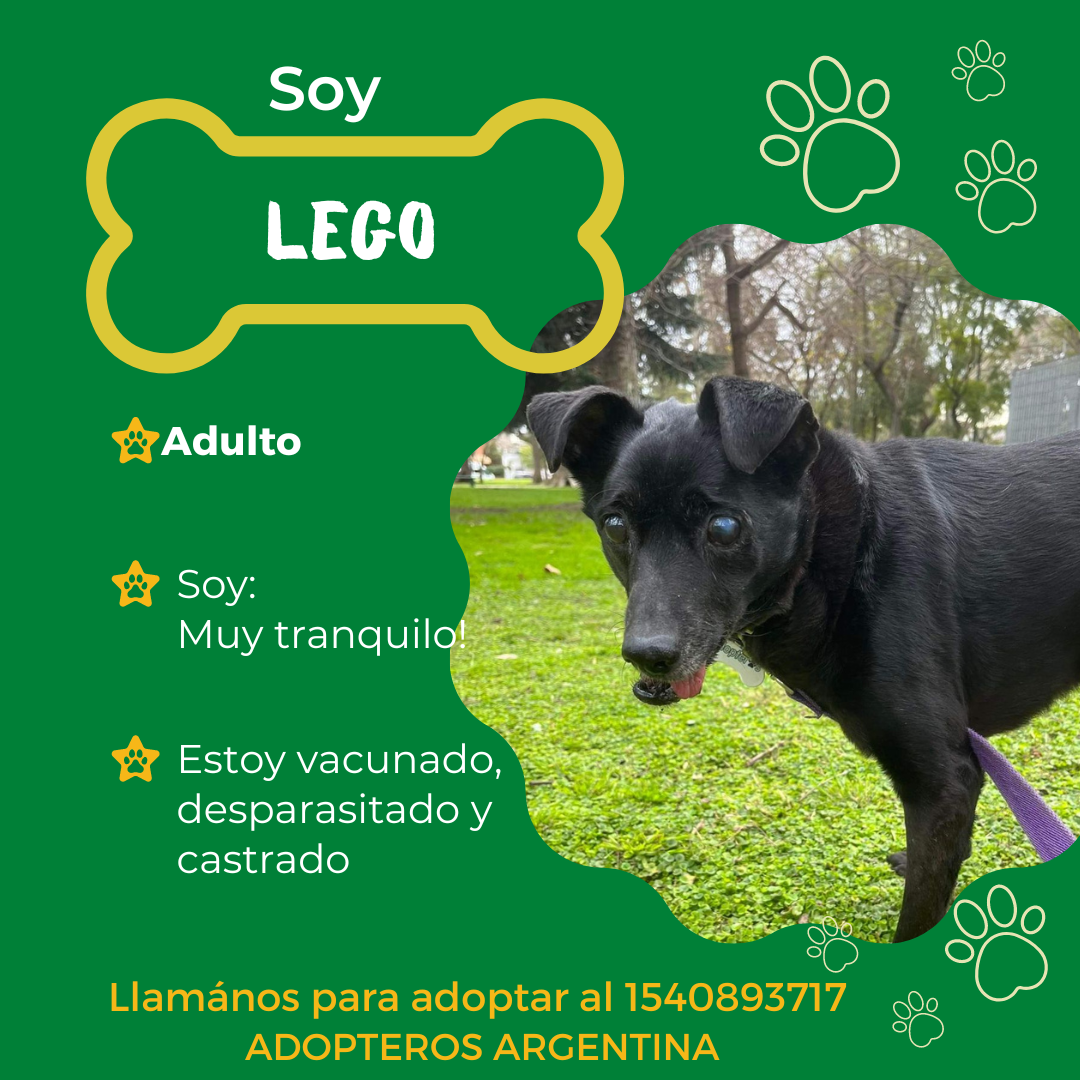 Soy
LEGO
Adulto
Soy:
Muy tranquilo!
Estoy vacunado,
desparasitado y
castrado
Llamános para adoptar al 1540893717
ADOPTEROS ARGENTINA